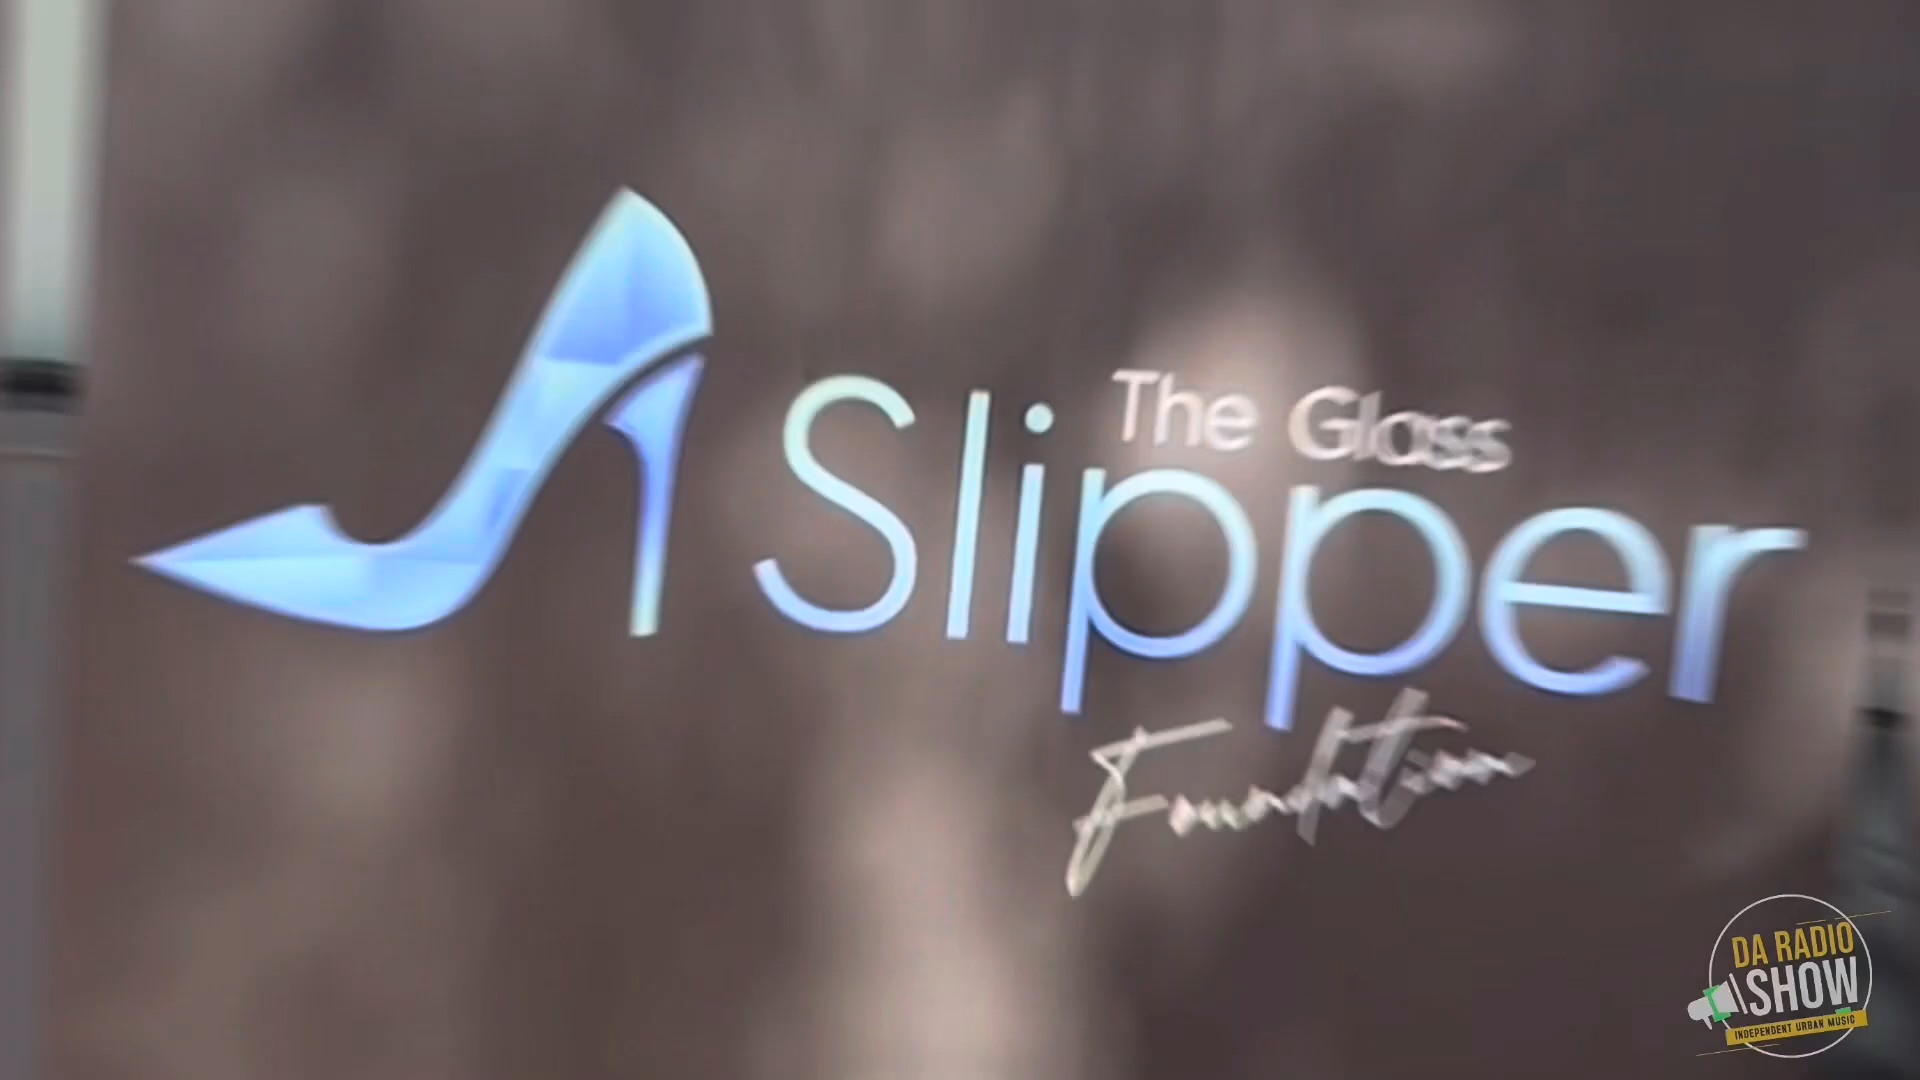 The Glass
Slipper
Foundation
DA RADIO
SHOW
INDEPENDENT URBAN MUSIC